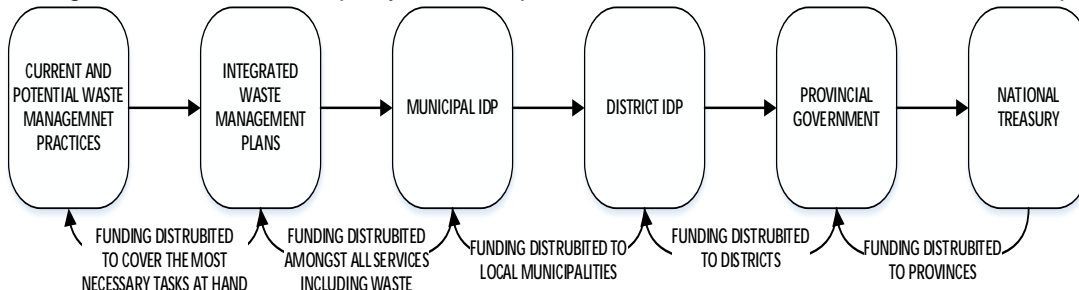 CURRENT AND
POTENTIAL WASTE
MANAGEMNET
PRACTICES
INTEGRATED
WASTE
MANAGEMENT
PLANS
MUNICIPAL IDP
DISTRICT IDP
PROVINCIAL
GOVERNMENT
NATIONAL
TREASURY
FUNDING DISTRUBITED
TO COVER THE MOST
NECESSARY TASKS AT HAND
FUNDING DISTRUBITED
AMONGST ALL SERVICES
INCLUDING WASTE
FUNDING DISTRUBITED TO
LOCAL MUNICIPALITIES
FUNDING DISTRUBITED
TO DISTRICTS
FUNDING DISTRUBITED
TO PROVINCES